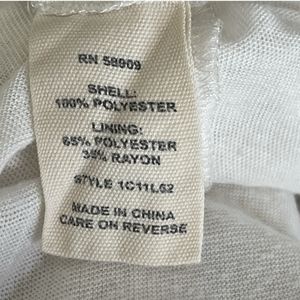 RN 58909
SHELL:
100% POLYESTER
LINING:
65% POLYESTER
35% RAYON
STYLE 1C11L62
MADE IN CHINA
CARE ON REVERSE